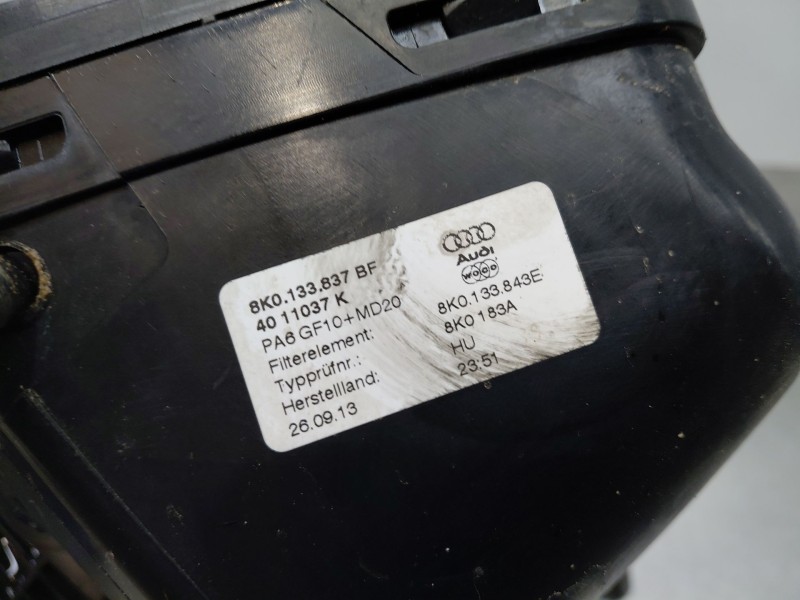 8K0.133.837 BF
40 11037 K
PA6 GF10+MD20
Filterelement: 8K0.133.843E
Typprüfnr.: 8K0 183A
Herstellland: HU
26.09.13 23:51
Audi
WOCO